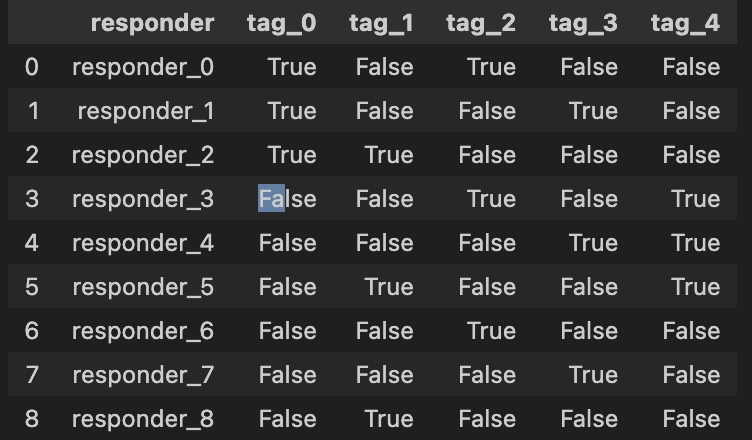 responder tag_0 tag_1 tag_2 tag_3 tag_4
0 responder_0 True False True False False
1 responder_1 True False False True False
2 responder_2 True True False False False
3 responder_3 False False True False True
4 responder_4 False False False True True
5 responder_5 False True False False True
6 responder_6 False False True False False
7 responder_7 False False False True False
8 responder_8 False True False False False